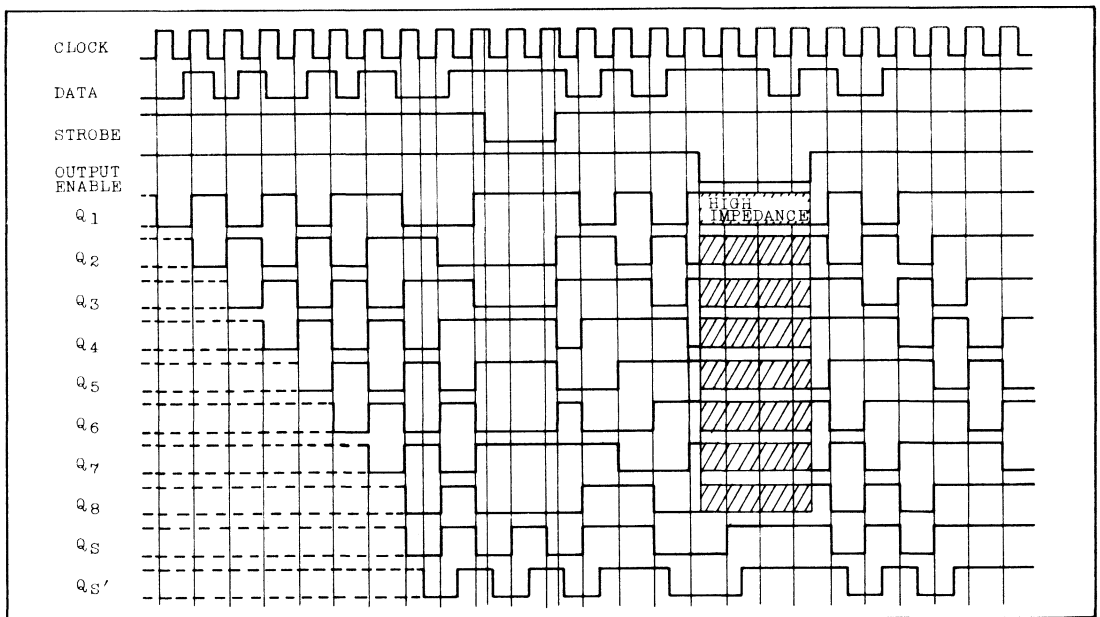 CLOCK
DATA
STROBE
OUTPUT
ENABLE
HIGH
IMPEDANCE
Q1
Q2
Q3
Q4
Q5
Q6
Q7
Q8
QS
QS'